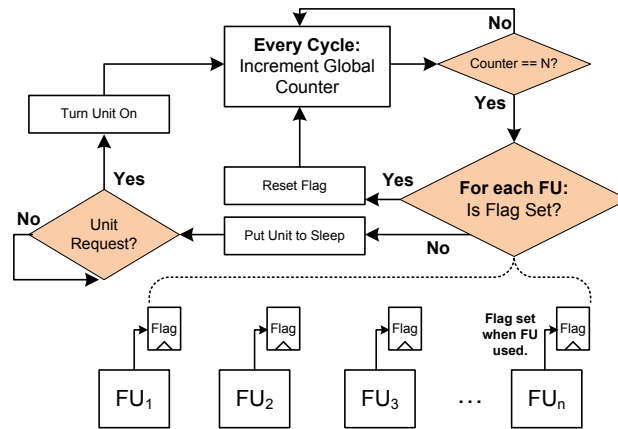 No
Every Cycle:
Increment Global
Counter
Counter == N?
Yes
Turn Unit On
Reset Flag
Yes
For each FU:
Is Flag Set?
Yes
No
Unit
Request?
Put Unit to Sleep
No
Flag
Flag
Flag
Flag set
when FU
used.
Flag
FU1
FU2
FU3
...
FUn